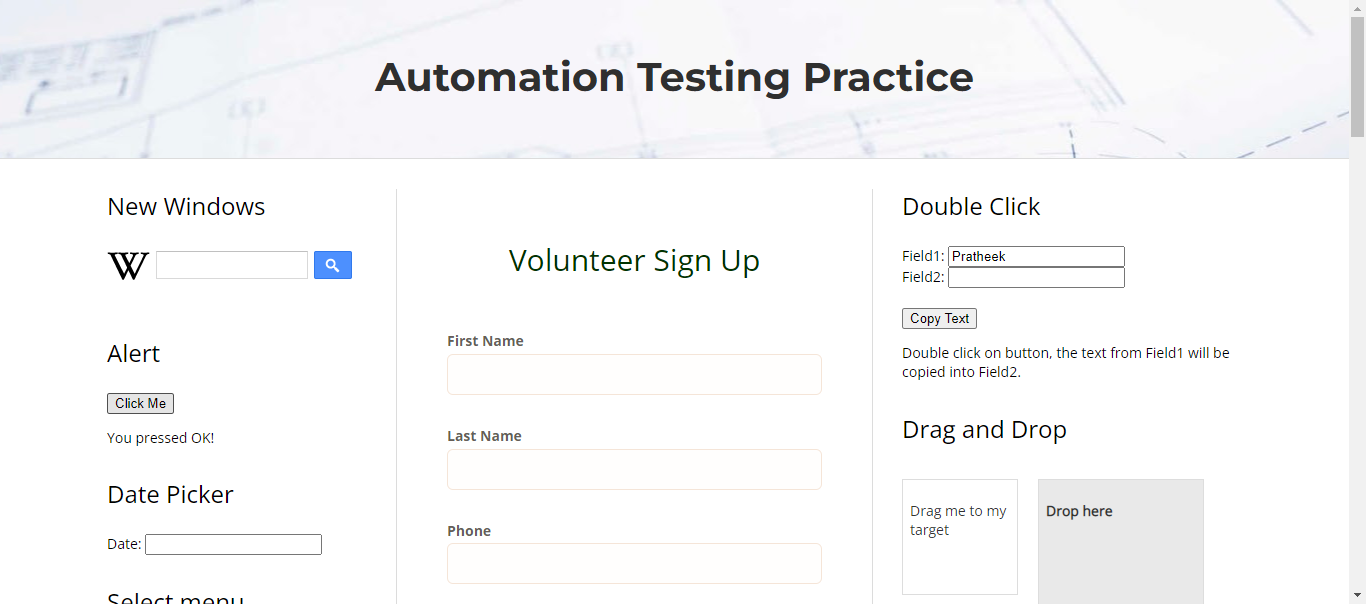 Automation Testing Practice
New Windows
W
Alert
Click Me
You pressed OK!
Date Picker
Date:
Select menu
Volunteer Sign Up
First Name
Last Name
Phone
Double Click
Field1: Pratheek
Field2:
Copy Text
Double click on button, the text from Field1 will be
copied into Field2.
Drag and Drop
Drag me to my
target
Drop here